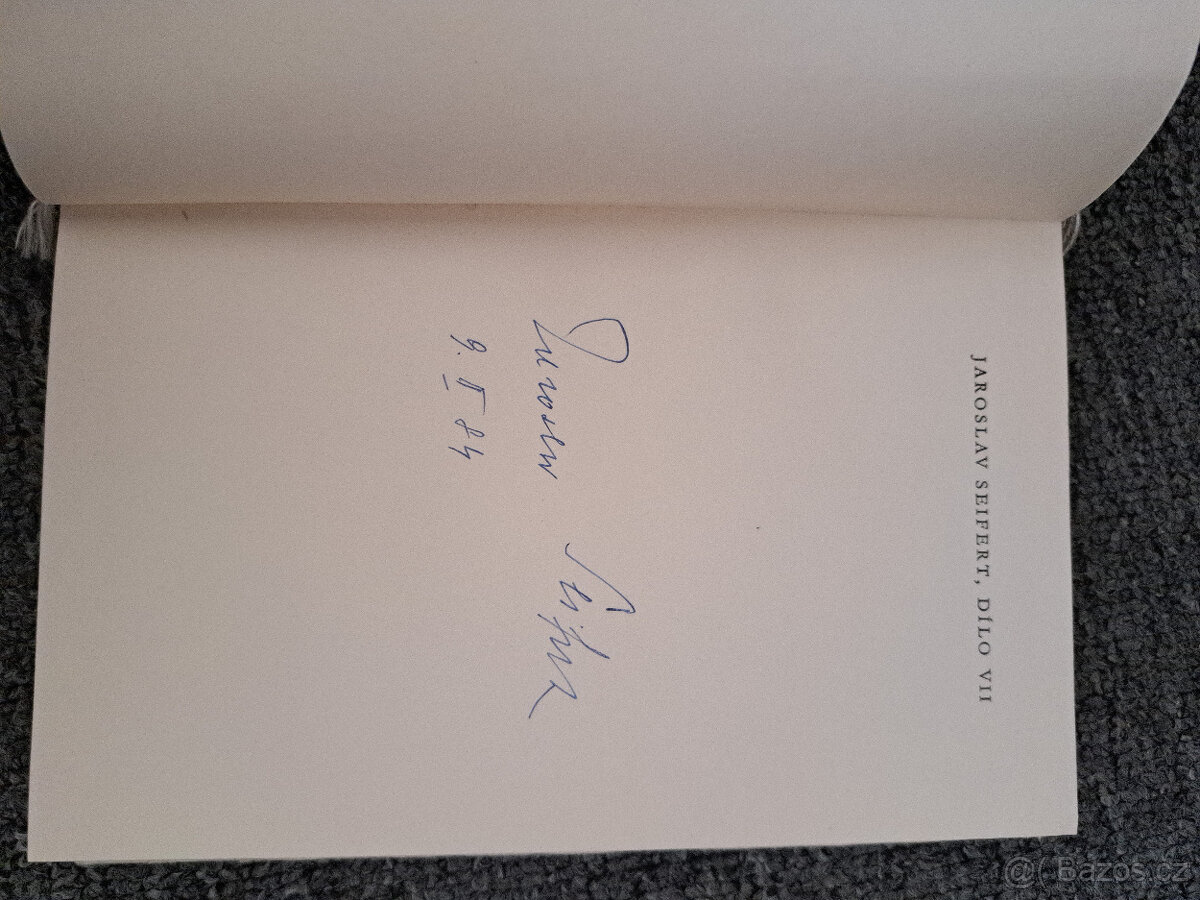 JAROSLAV SEIFERT, DÍLO VII
Jaroslav Seifert
9. II 84
@( Bazos.cz